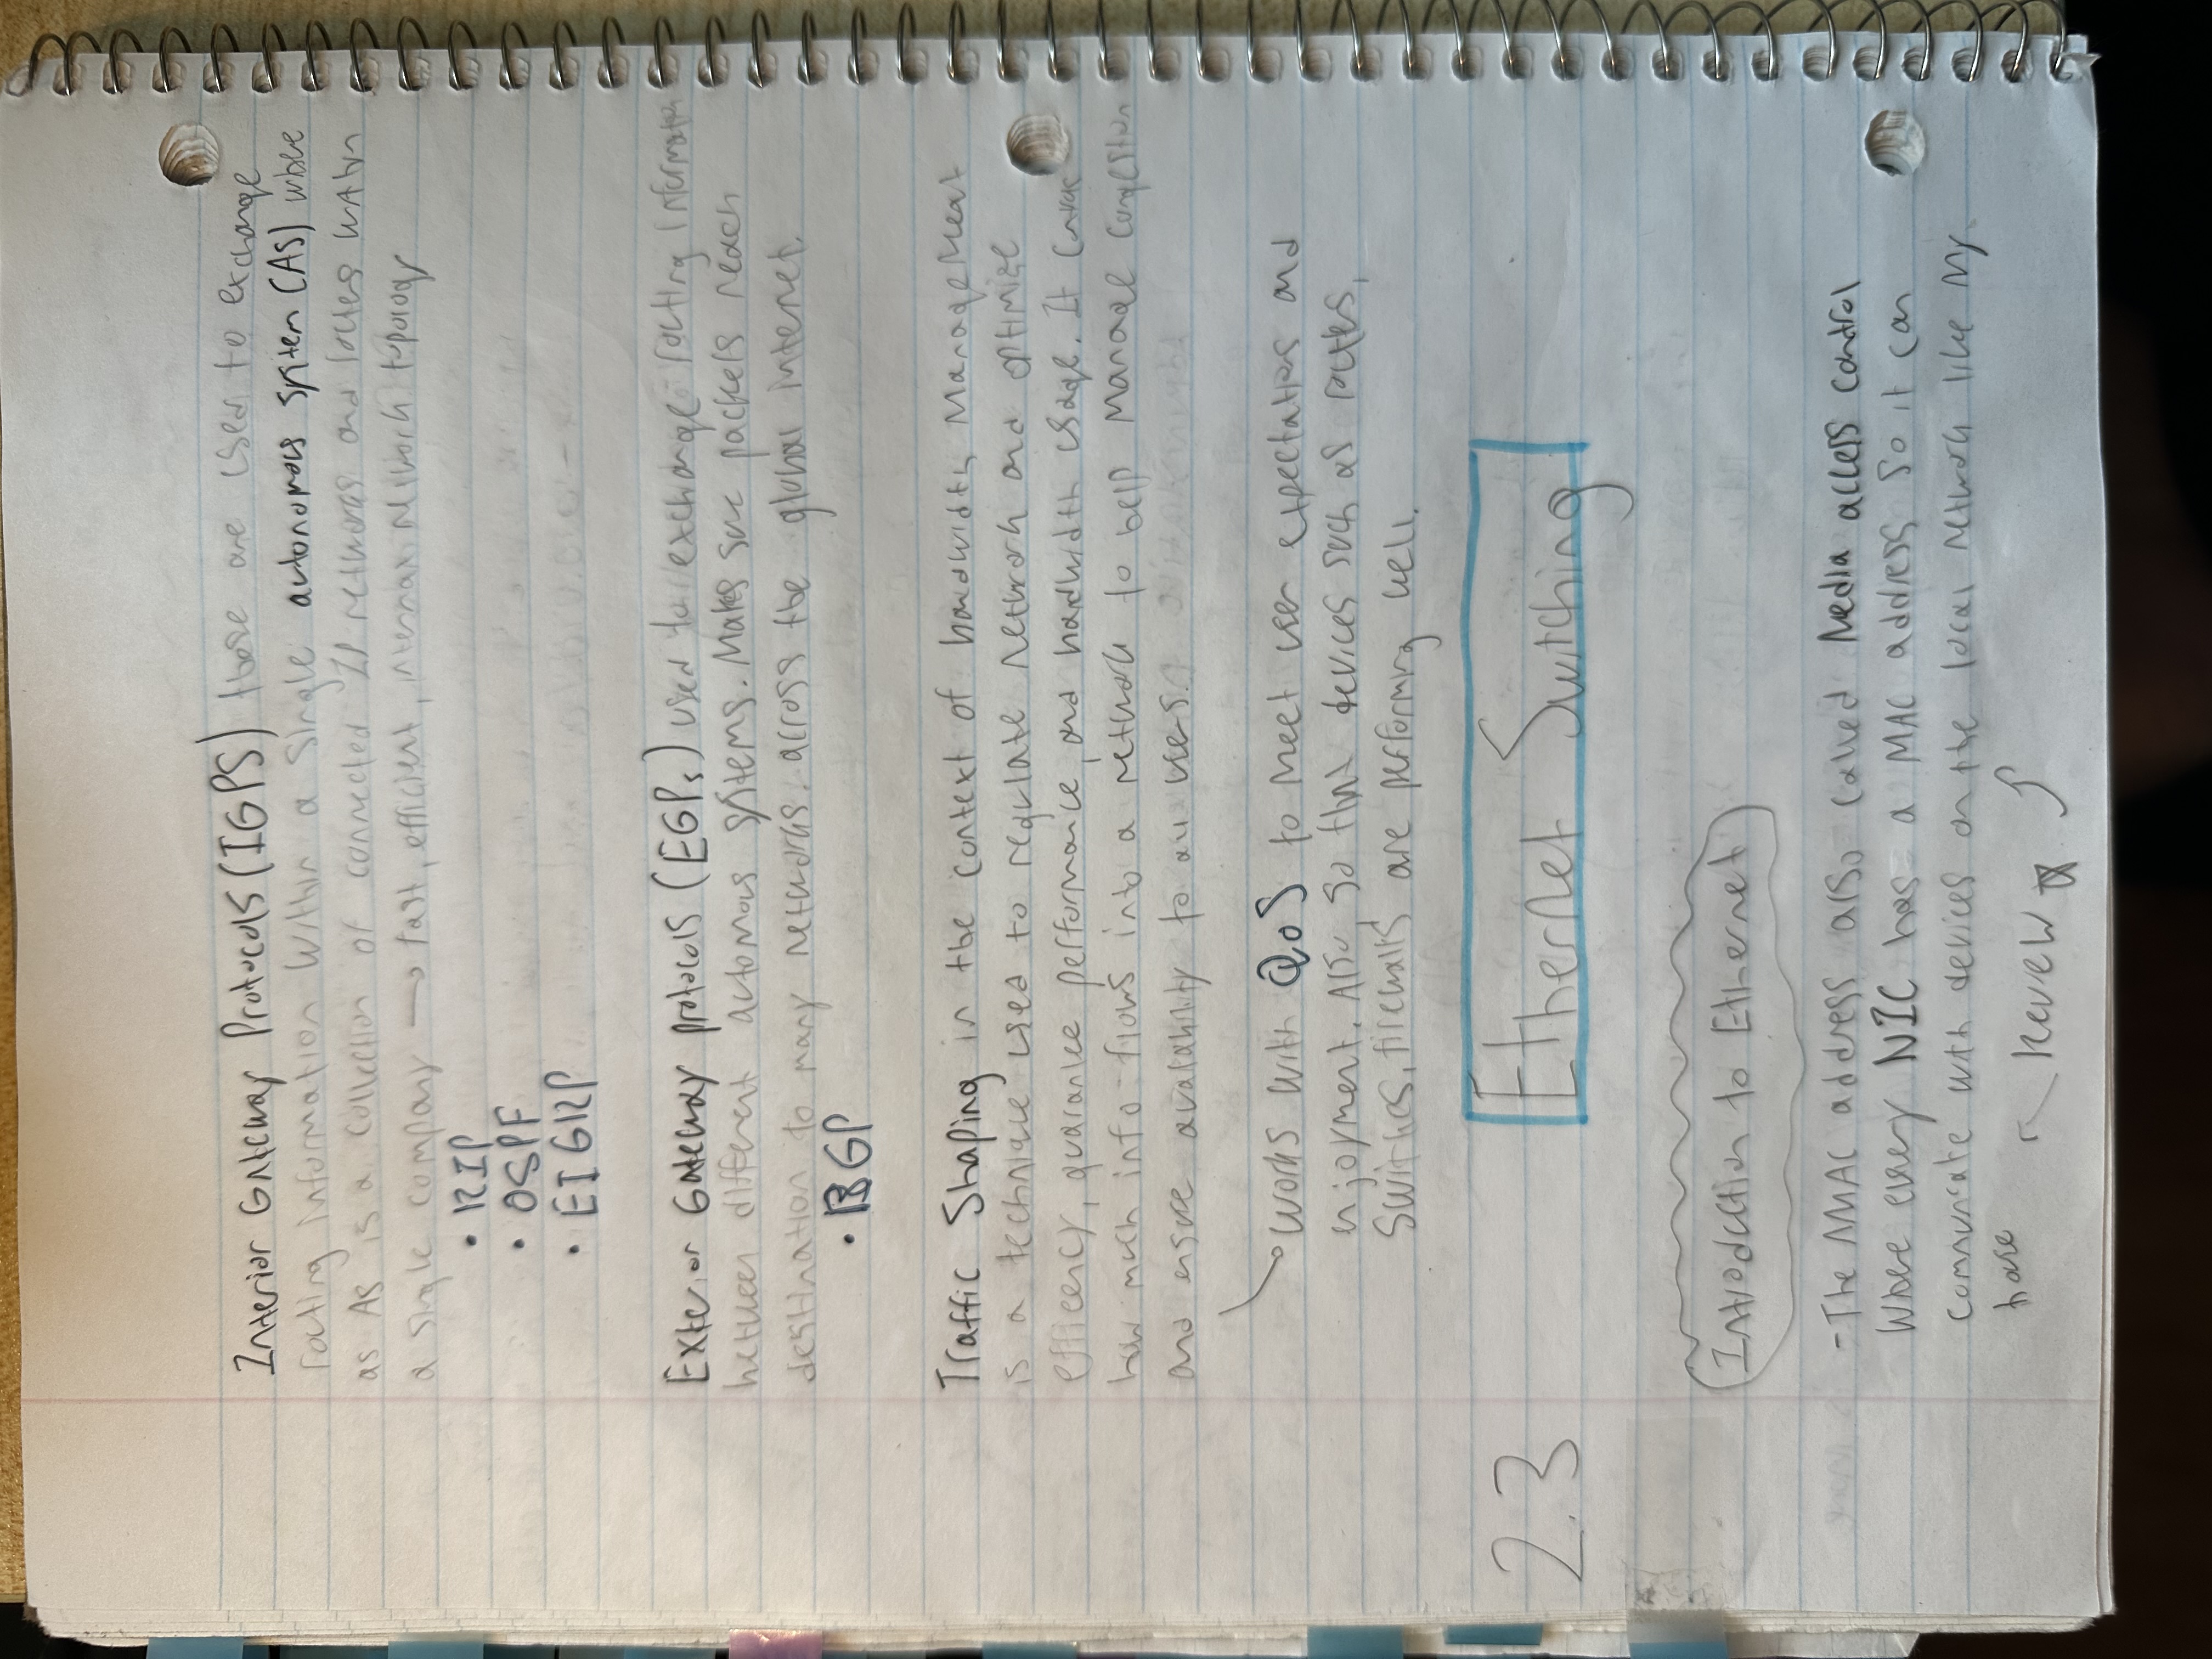 Interior Gateway Protocols (IGPS) these are used to exchange
routing information within a single autonomous system (AS) where
as AS is a collection of connected IP networks and routers within
a single company → fast, efficient, internal network topology
• RIP
• OSPF
• EIGRP
Exterior Gateway protocols (EGPs) used to exchange routing information
between different automous systems. Makes sure packets reach
destination to many networks. across the global internet.
• BGP
Traffic Shaping in the context of bandwidth management
is a technique used to regulate network and optimize
efficency, guarantee performance, and bandwidth usage. It controls
how much info flows into a network to help manage congestion
and ensure availability to all users.
works with QoS to meet user expectations and
enjoyment. Also, so that devices such as routers,
switches, firewalls are performing well.
2.3 Ethernet Switching
Introduction to Ethernet
- The MAC address also called Media access control
where every NIC has a MAC address so it can
communicate with devices on the local network like my
house
Review